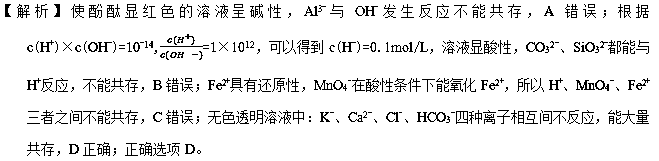 【解析】使酚酞显红色的溶液呈碱性，Al³⁻与 OH⁻发生反应不能共存，A 错误；根据
c(H⁺)×c(OH⁻)=10⁻¹⁴,c(H⁺)/c(OH⁻)=1×10¹²，可以得到 c(H⁻)=0.1mol/L，溶液显酸性，CO₃²⁻、SiO₃²⁻都能与
H⁺反应，不能共存，B 错误；Fe²⁺具有还原性，MnO₄⁻在酸性条件下能氧化 Fe²⁺，所以 H⁺、MnO₄⁻、Fe²⁺
三者之间不能共存，C 错误；无色透明溶液中：K⁻、Ca²⁻、Cl⁻、HCO₃⁻四种离子相互间不反应，能大量
共存，D 正确；正确选项 D。